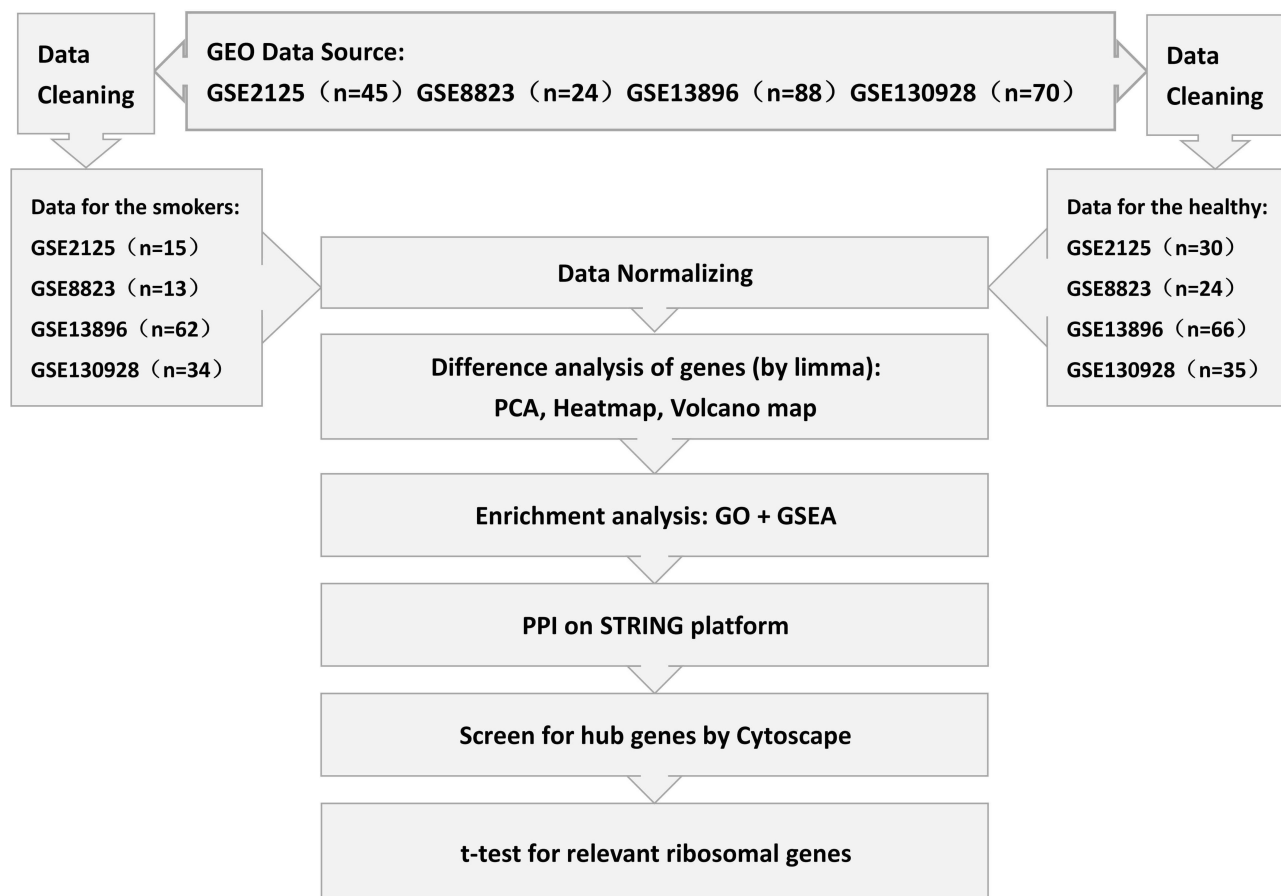 Data
Cleaning
GEO Data Source:
GSE2125（n=45）GSE8823（n=24）GSE13896（n=88）GSE130928（n=70）
Data
Cleaning
Data for the smokers:
GSE2125（n=15）
GSE8823（n=13）
GSE13896（n=62）
GSE130928（n=34）
Data for the healthy:
GSE2125（n=30）
GSE8823（n=24）
GSE13896（n=66）
GSE130928（n=35）
Data Normalizing
Difference analysis of genes (by limma):
PCA, Heatmap, Volcano map
Enrichment analysis: GO + GSEA
PPI on STRING platform
Screen for hub genes by Cytoscape
t-test for relevant ribosomal genes